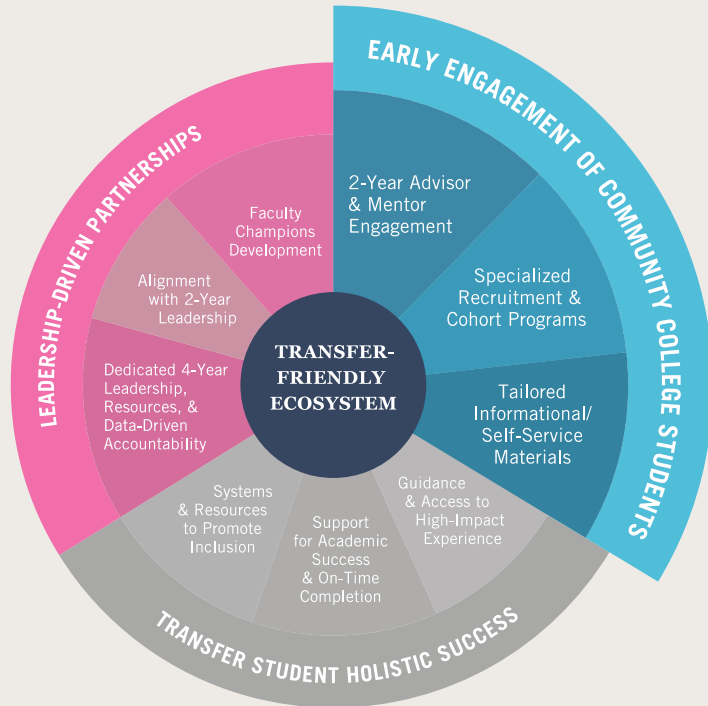 EARLY ENGAGEMENT OF COMMUNITY COLLEGE STUDENTS
2-Year Advisor
& Mentor
Engagement
Specialized
Recruitment &
Cohort Programs
Tailored
Informational/
Self-Service
Materials
TRANSFER STUDENT HOLISTIC SUCCESS
Guidance
& Access to
High-Impact
Experience
Support
for Academic
Success
& On-Time
Completion
Systems
& Resources
to Promote
Inclusion
LEADERSHIP-DRIVEN PARTNERSHIPS
Dedicated 4-Year
Leadership,
Resources, &
Data-Driven
Accountability
Alignment
with 2-Year
Leadership
Faculty
Champions
Development
TRANSFER-
FRIENDLY
ECOSYSTEM